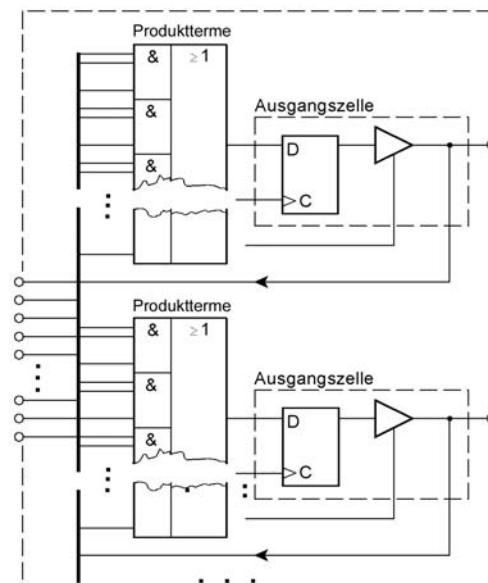 Produktterme
& ≥1
&
&
Ausgangszelle
D
C
Produktterme
& ≥1
&
&
Ausgangszelle
D
C